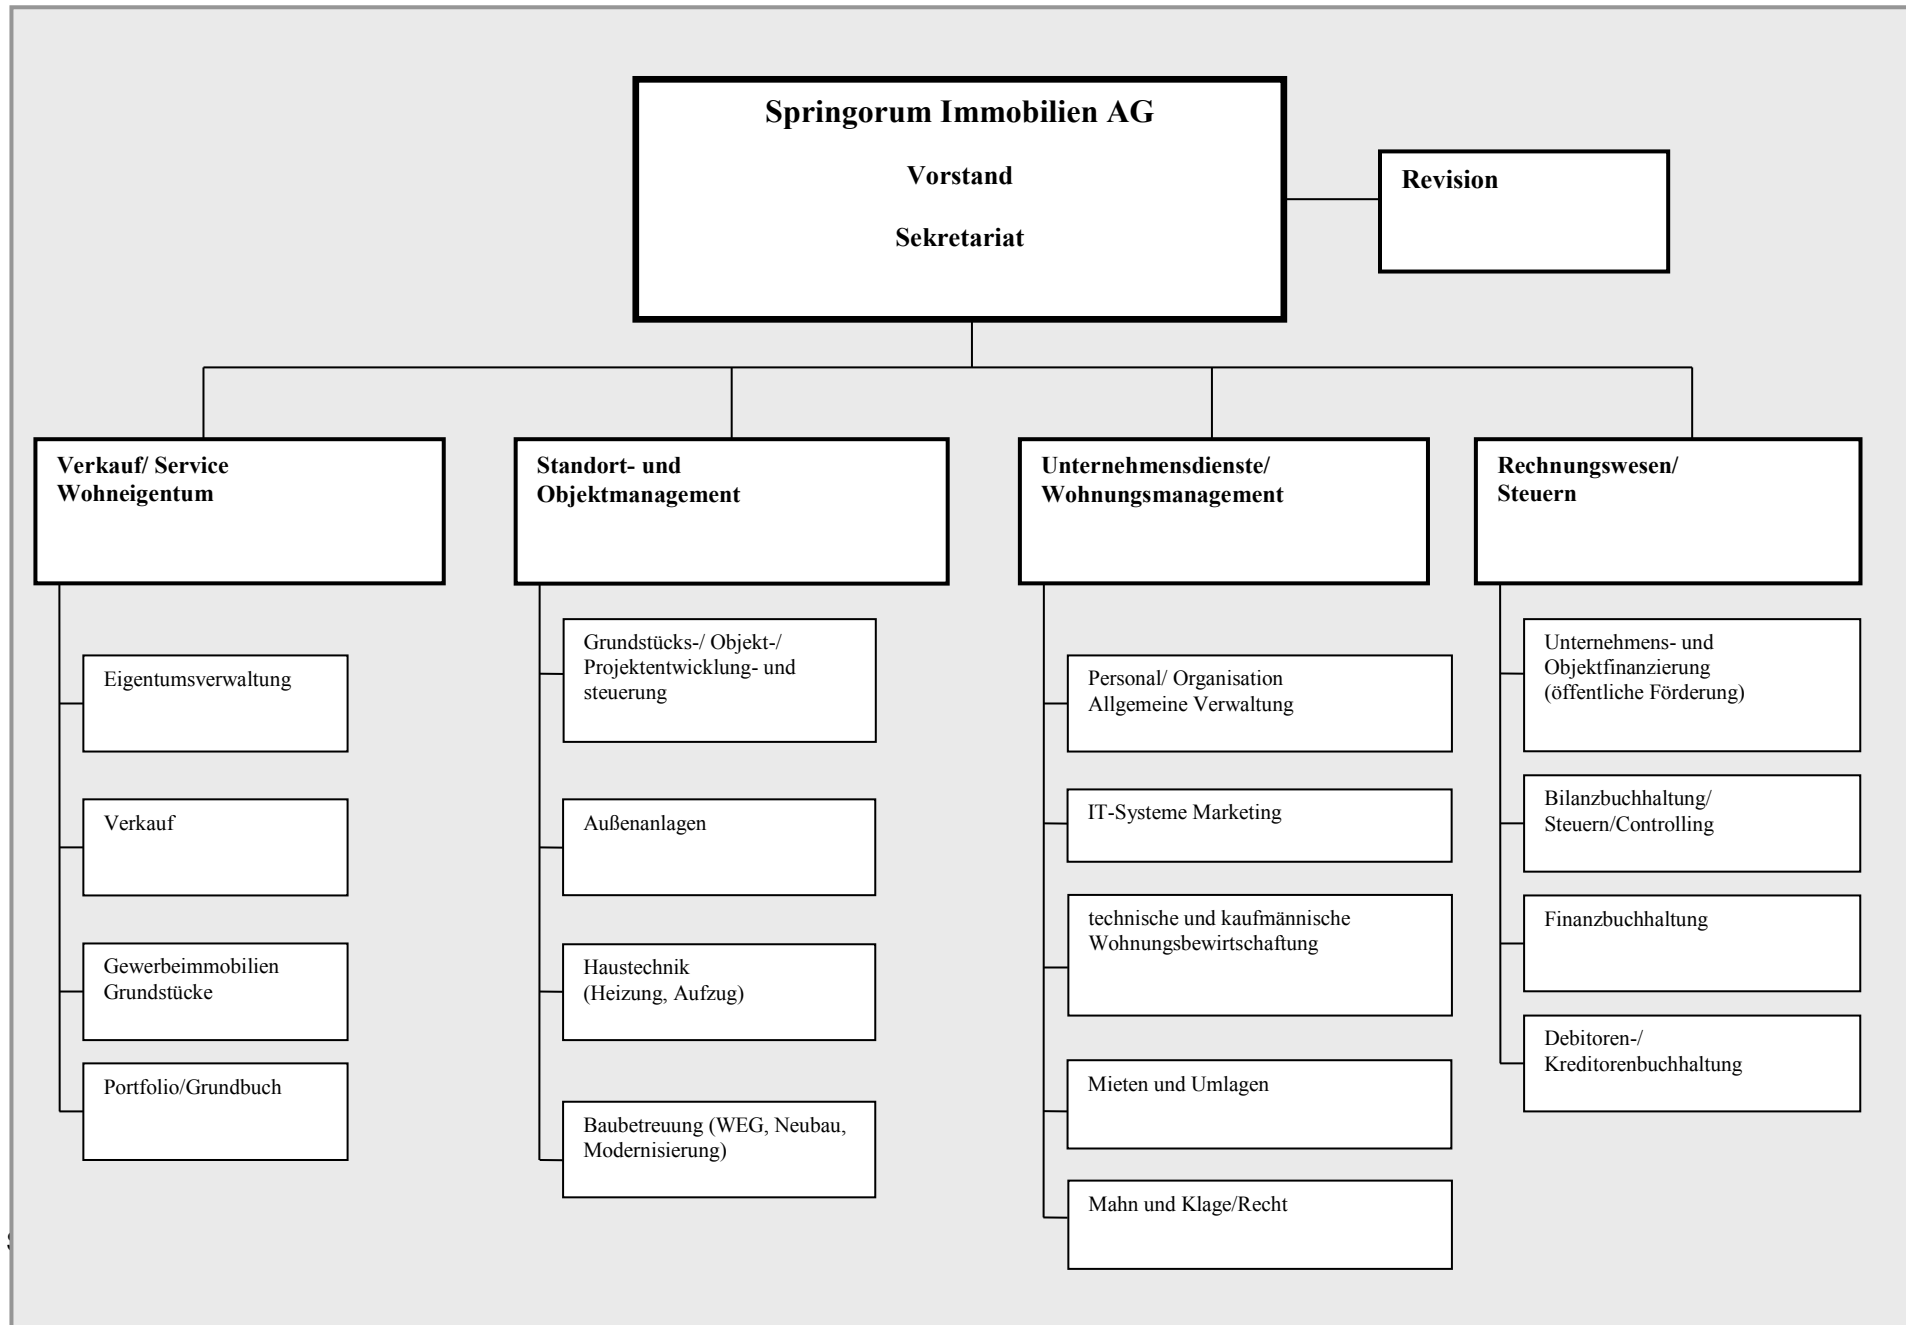 Springorum Immobilien AG
Vorstand
Sekretariat
Revision
Verkauf/ Service
Wohneigentum
Eigentumsverwaltung
Verkauf
Gewerbeimmobilien
Grundstücke
Portfolio/Grundbuch
Standort- und
Objektmanagement
Grundstücks-/ Objekt-/
Projektentwicklung- und
steuerung
Außenanlagen
Haustechnik
(Heizung, Aufzug)
Baubetreuung (WEG, Neubau,
Modernisierung)
Unternehmensdienste/
Wohnungsmanagement
Personal/ Organisation
Allgemeine Verwaltung
IT-Systeme Marketing
technische und kaufmännische
Wohnungsbewirtschaftung
Mieten und Umlagen
Mahn und Klage/Recht
Rechnungswesen/
Steuern
Unternehmens- und
Objektfinanzierung
(öffentliche Förderung)
Bilanzbuchhaltung/
Steuern/Controlling
Finanzbuchhaltung
Debitoren-/
Kreditorenbuchhaltung